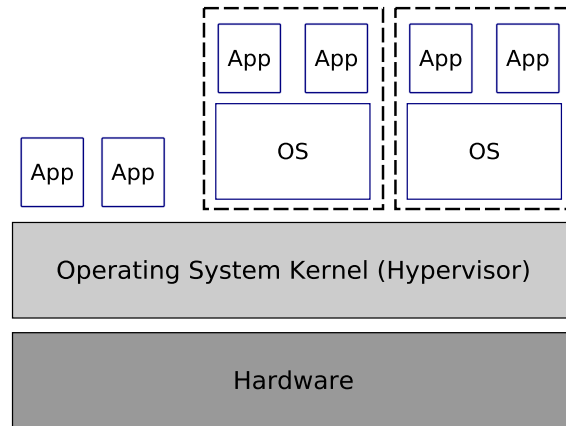 App App App App
OS OS
App App
Operating System Kernel (Hypervisor)
Hardware